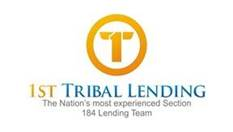 T
1ST TRIBAL LENDING
The Nation's most experienced Section
184 Lending Team